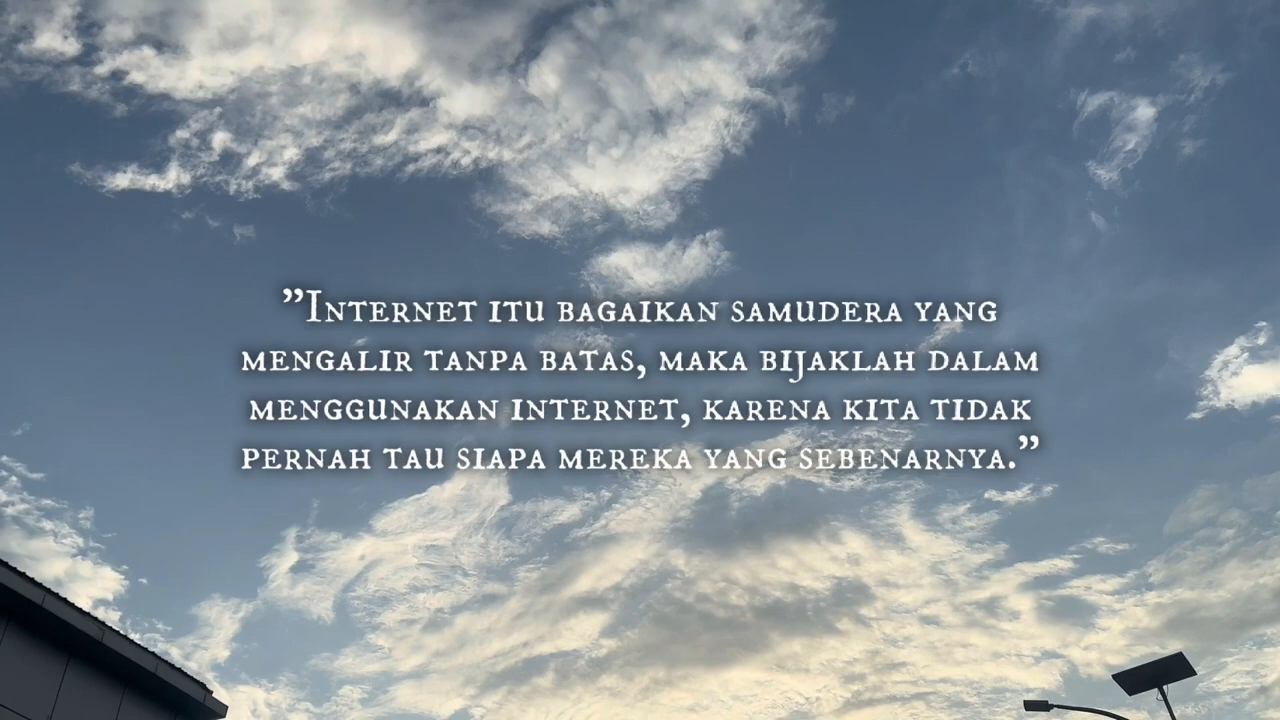 ”Internet itu bagaikan samudera yang
mengalir tanpa batas, maka bijaklah dalam
menggunakan internet, karena kita tidak
pernah tau siapa mereka yang sebenarnya.”